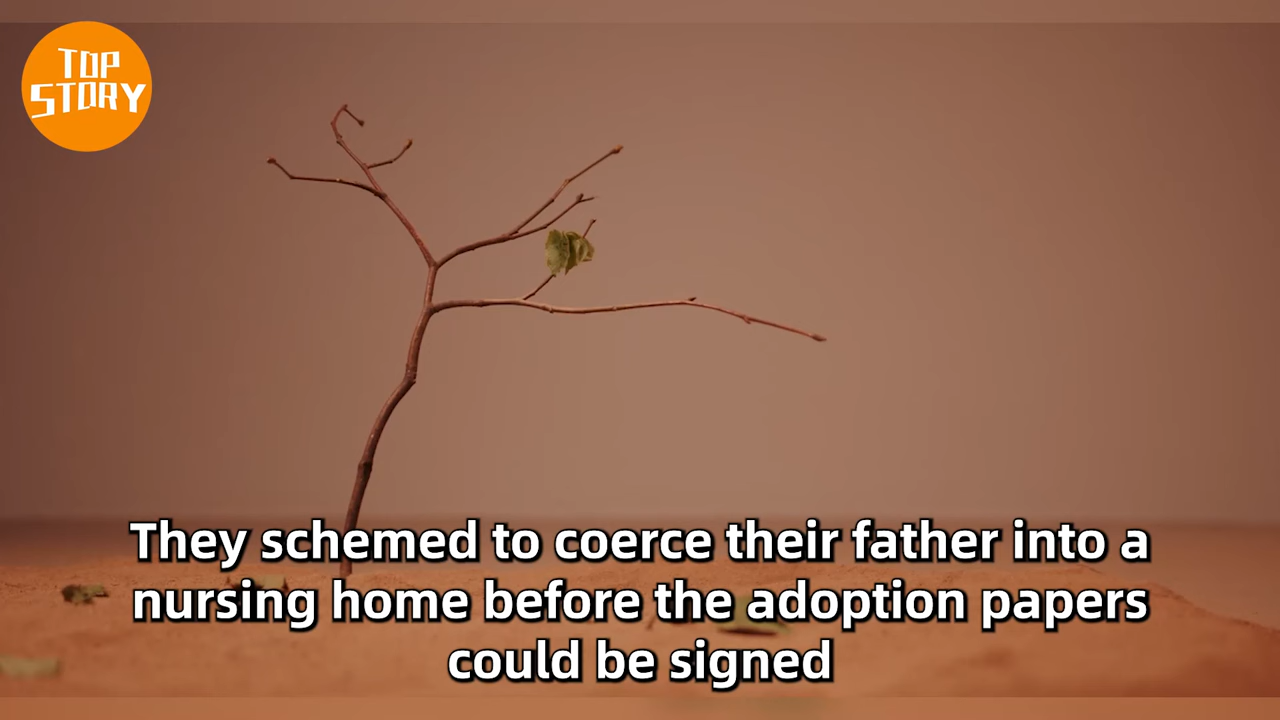 TOP
STORY
They schemed to coerce their father into a
nursing home before the adoption papers
could be signed